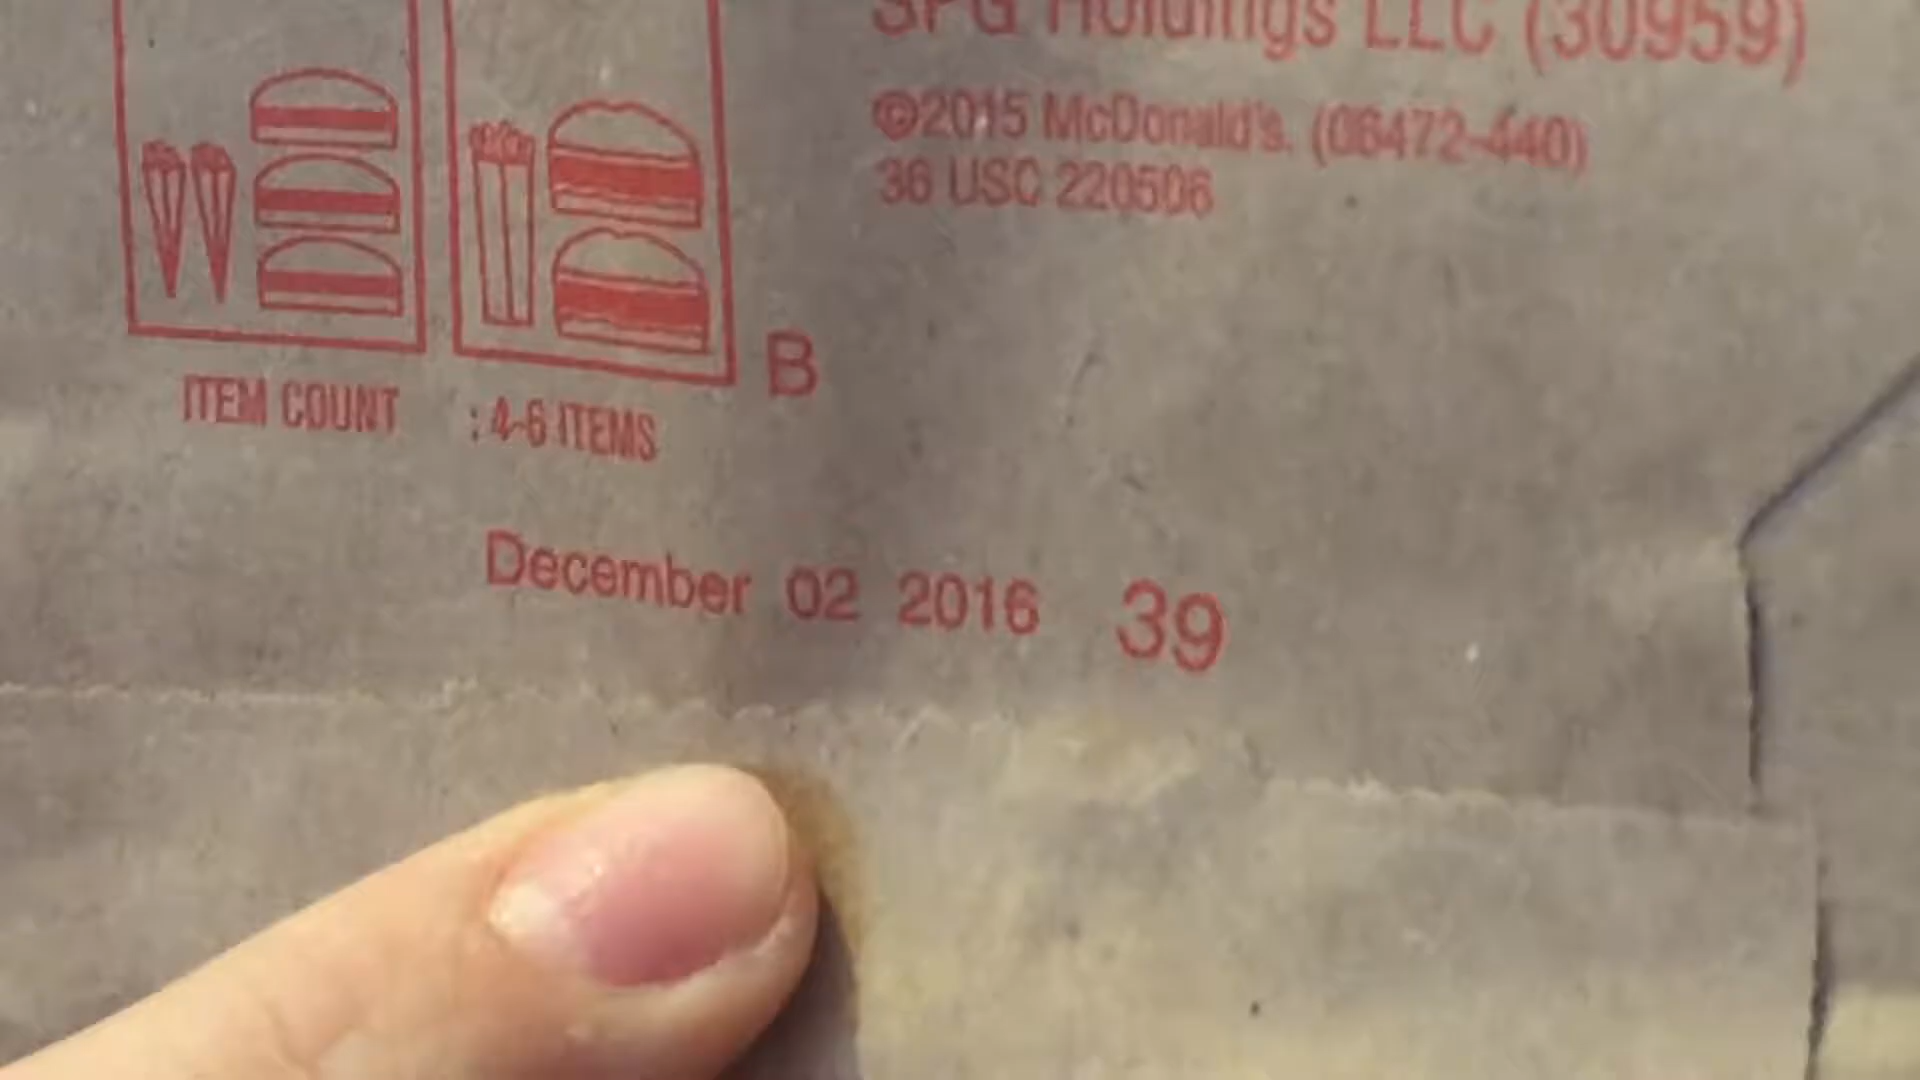 SPG Holdings LLC (30959)
©2015 McDonald's. (06472-440)
36 USC 220506
B
ITEM COUNT : 4-6 ITEMS
December 02 2016 39